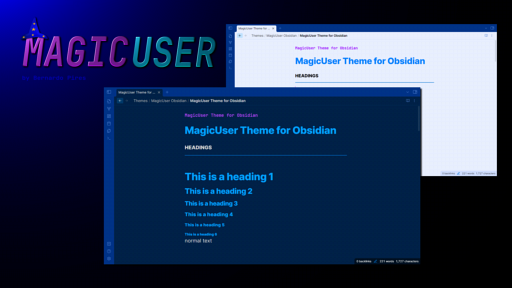 MAGICUSER
MagicUser Theme for ...
Themes › MagicUser Obsidian › MagicUser Theme for Obsidian
MagicUser Theme for Obsidian
MagicUser Theme for Obsidian
HEADINGS
MagicUser Theme for ...
Themes › MagicUser Obsidian › MagicUser Theme for Obsidian
MagicUser Theme for Obsidian
MagicUser Theme for Obsidian
HEADINGS
This is a heading 1
This is a heading 2
This is a heading 3
This is a heading 4
This is a heading 5
This is a heading 6
normal text